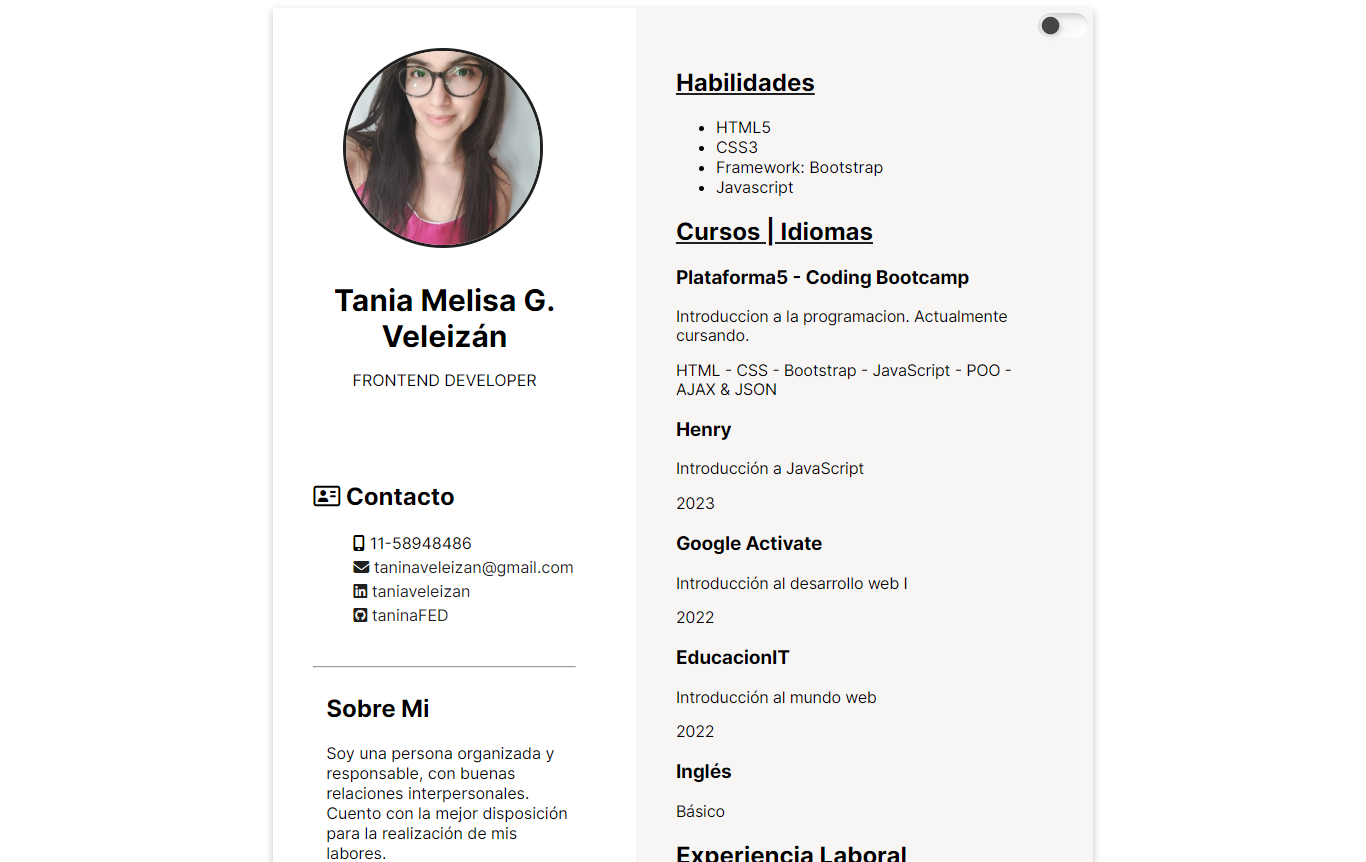 Tania Melisa G.
Veleizán
FRONTEND DEVELOPER
Contacto
11-58948486
taninaveleizan@gmail.com
taniaveleizan
taninaFED
Sobre Mi
Soy una persona organizada y
responsable, con buenas
relaciones interpersonales.
Cuento con la mejor disposición
para la realización de mis
labores.
Habilidades
HTML5
CSS3
Framework: Bootstrap
Javascript
Cursos | Idiomas
Plataforma5 - Coding Bootcamp
Introduccion a la programacion. Actualmente
cursando.
HTML - CSS - Bootstrap - JavaScript - POO -
AJAX & JSON
Henry
Introducción a JavaScript
2023
Google Activate
Introducción al desarrollo web I
2022
EducacionIT
Introducción al mundo web
2022
Inglés
Básico
Experiencia Laboral